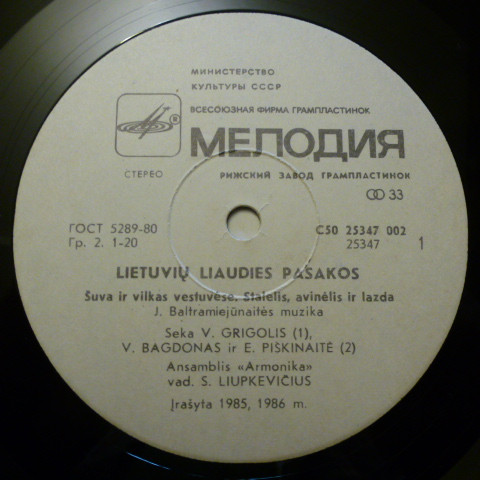 МИНИСТЕРСТВО
КУЛЬТУРЫ СССР
ВСЕСОЮЗНАЯ ФИРМА ГРАМПЛАСТИНОК
МЕЛОДИЯ
®
СТЕРЕО
РИЖСКИЙ ЗАВОД ГРАМПЛАСТИНОК
33
ГОСТ 5289-80
Гр. 2. 1-20
С50 25347 002
25347
1
LIETUVIŲ LIAUDIES PASAKOS
Šuva ir vilkas vestuvėse. Stalelis, avinėlis ir lazda
J. Baltramiejūnaitės muzika
Seka V. GRIGOLIS (1),
V. BAGDONAS ir E. PIŠKINAITĖ (2)
Ansamblis «Armonika»
vad. S. LIUPKEVIČIUS
Įrašyta 1985, 1986 m.